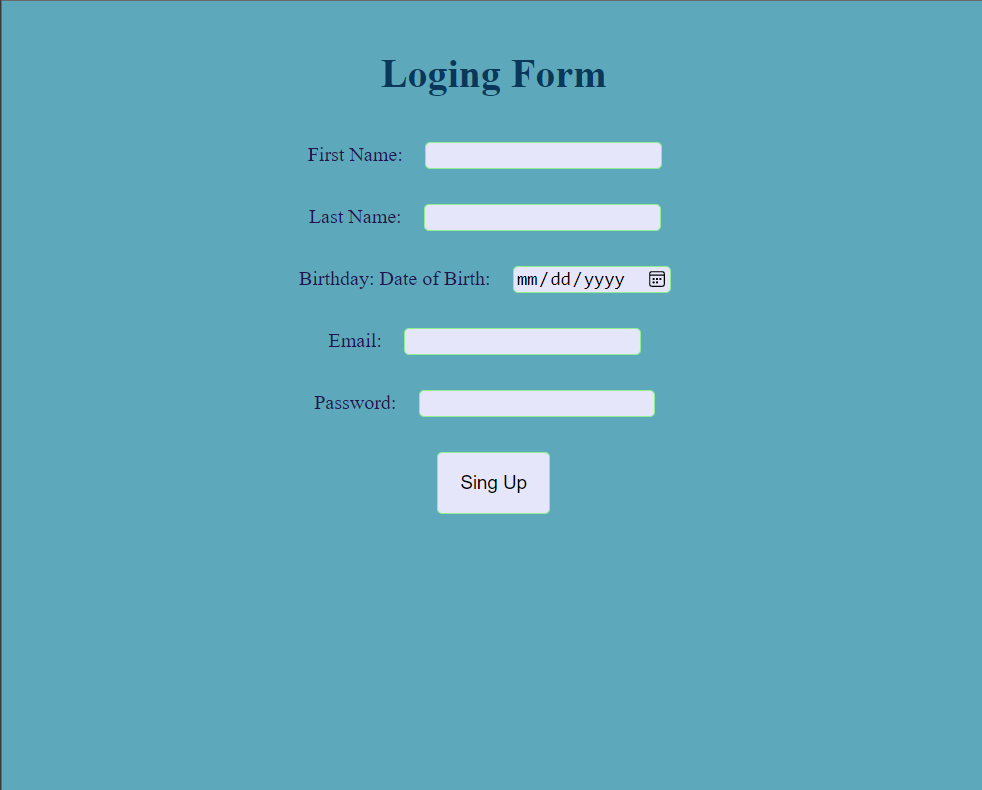 Loging Form
First Name:
Last Name:
Birthday: Date of Birth: mm/dd/yyyy
Email:
Password:
Sing Up